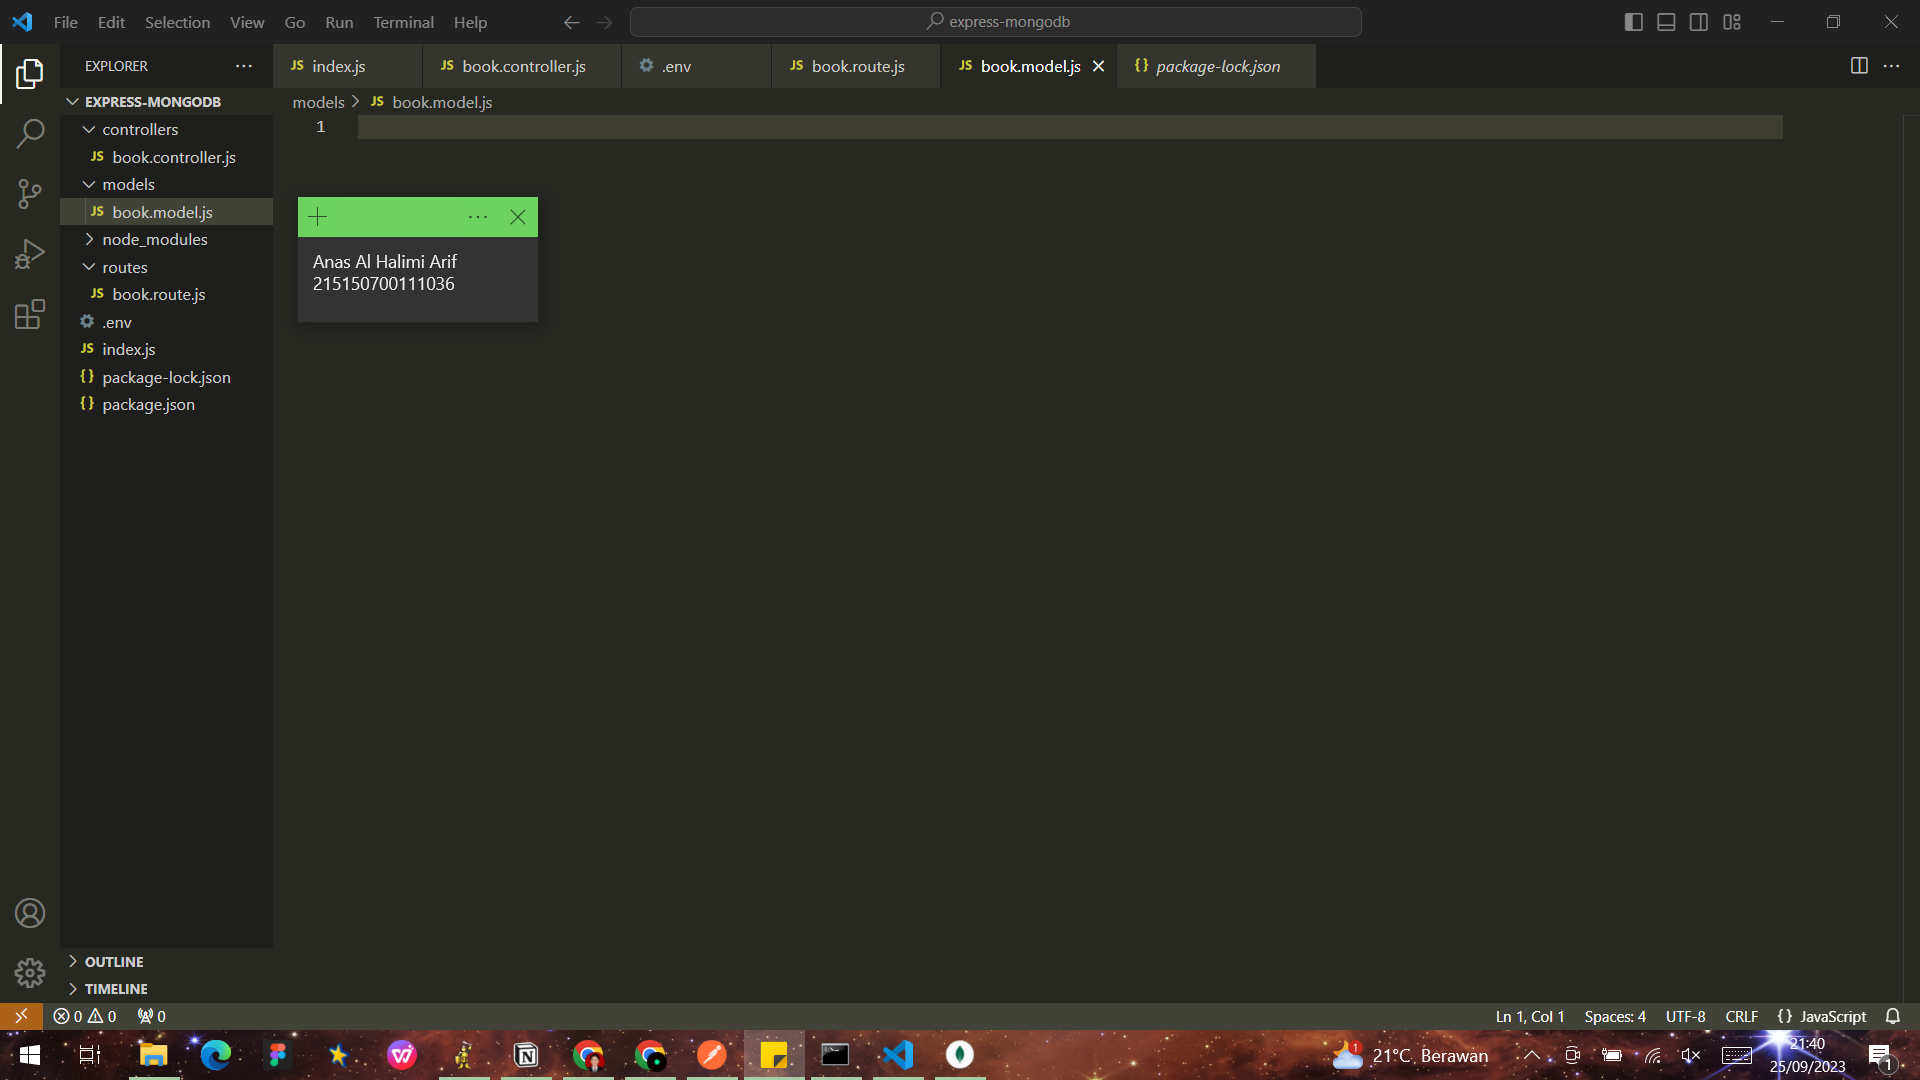 File Edit Selection View Go Run Terminal Help
express-mongodb
EXPLORER
JS index.js
JS book.controller.js
.env
JS book.route.js
JS book.model.js
{} package-lock.json
EXPRESS-MONGODB
controllers
JS book.controller.js
models
JS book.model.js
node_modules
routes
JS book.route.js
.env
JS index.js
{} package-lock.json
{} package.json
OUTLINE
TIMELINE
models > JS book.model.js
1
Anas Al Halimi Arif
215150700111036
0 0 0
Ln 1, Col 1 Spaces: 4 UTF-8 CRLF {} JavaScript
1 21°C Berawan
21:40
25/09/2023
1